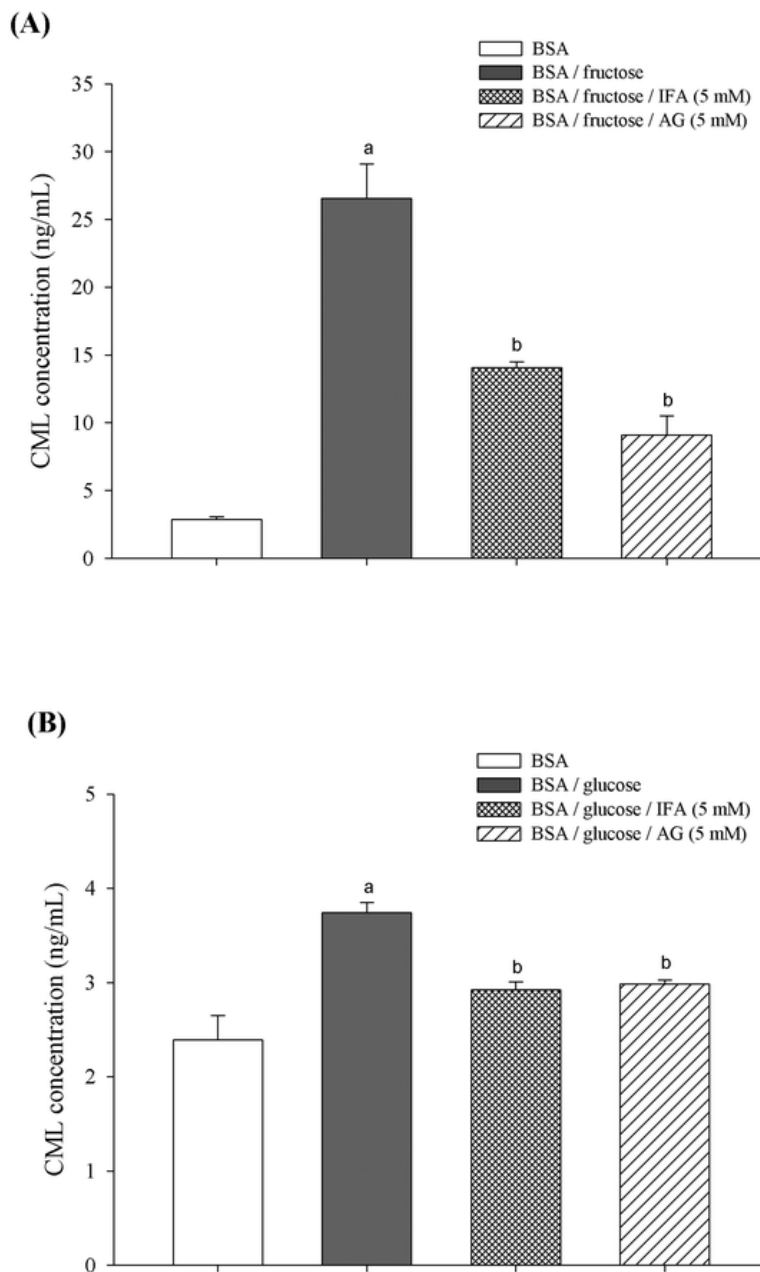 (A)
BSA
BSA / fructose
BSA / fructose / IFA (5 mM)
BSA / fructose / AG (5 mM)
CML concentration (ng/mL)
35
30
25
20
15
10
5
0
a
b
b
(B)
BSA
BSA / glucose
BSA / glucose / IFA (5 mM)
BSA / glucose / AG (5 mM)
CML concentration (ng/mL)
5
4
3
2
1
0
a
b
b